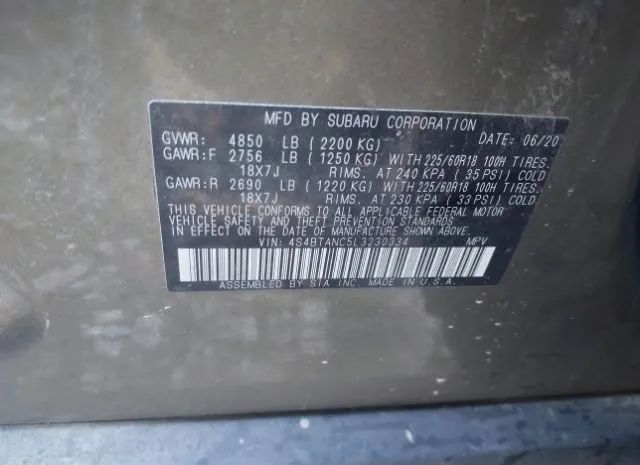 MFD BY SUBARU CORPORATION
GVWR: 4850 LB (2200 KG) DATE: 06/20
GAWR:F 2756 LB (1250 KG) WITH 225/60R18 100H TIRES
18X7J RIMS. AT 240 KPA (35 PSI) COLD
GAWR:R 2690 LB (1220 KG) WITH 225/60R18 100H TIRES.
18X7J RIMS. AT 230 KPA (33 PSI) COLD
THIS VEHICLE CONFORMS TO ALL APPLICABLE FEDERAL MOTOR
VEHICLE SAFETY AND THEFT PREVENTION STANDARDS
IN EFFECT ON THE DATE OF MANUFACTURE SHOWN ABOVE.
VIN: 4S4BTANC5L3230334 MPV
ASSEMBLED BY SIA INC. MADE IN U.S.A.